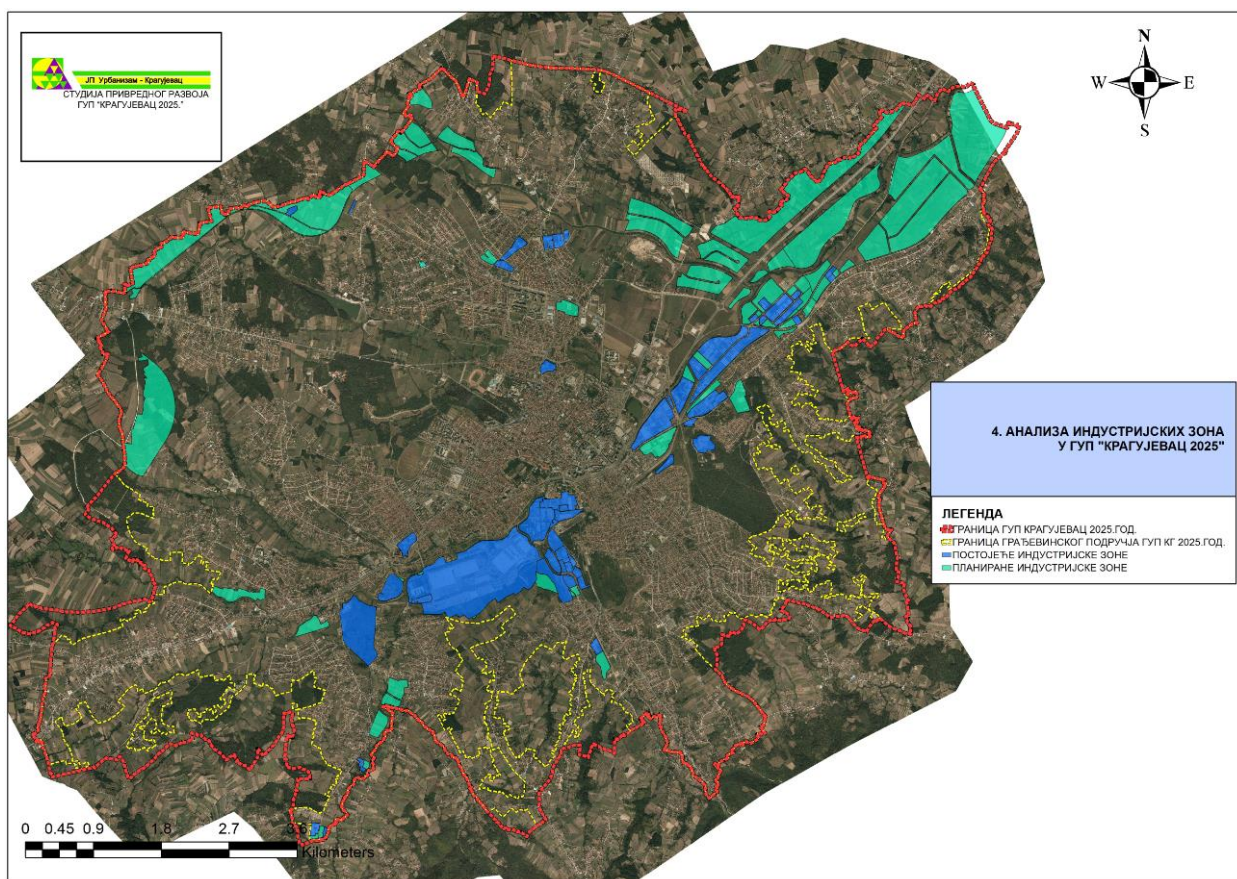 ЈП Урбанизам - Крагујевац
СТУДИЈА ПРИВРЕДНОГ РАЗВОЈА
ГУП "КРАГУЈЕВАЦ 2025."
N
W
E
S
4. АНАЛИЗА ИНДУСТРИЈСКИХ ЗОНА
У ГУП "КРАГУЈЕВАЦ 2025"
ЛЕГЕНДА
ГРАНИЦА ГУП КРАГУЈЕВАЦ 2025.ГОД.
ГРАНИЦА ГРАЂЕВИНСКОГ ПОДРУЧЈА ГУП КГ 2025.ГОД.
ПОСТОЈЕЋЕ ИНДУСТРИЈСКЕ ЗОНЕ
ПЛАНИРАНЕ ИНДУСТРИЈСКЕ ЗОНЕ
0 0.45 0.9 1.8 2.7 3.6
Kilometers